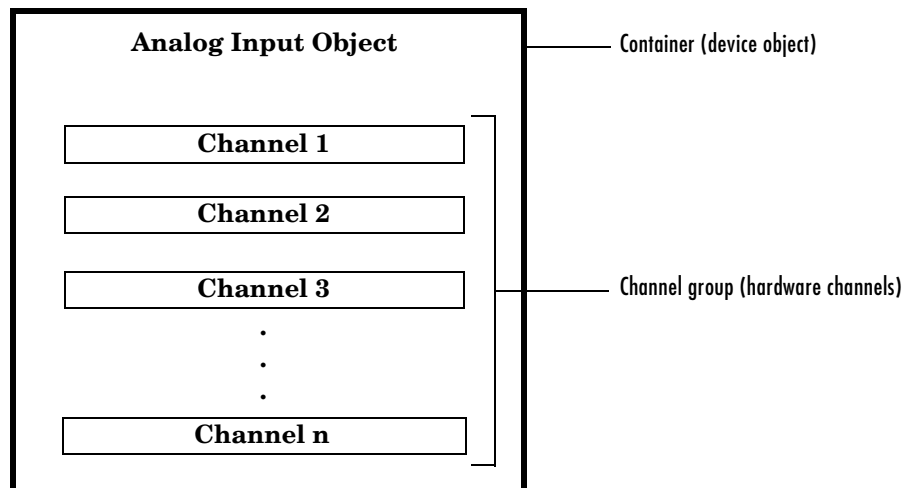 Analog Input Object
Container (device object)
Channel 1
Channel 2
Channel 3
Channel group (hardware channels)
.
.
.
Channel n